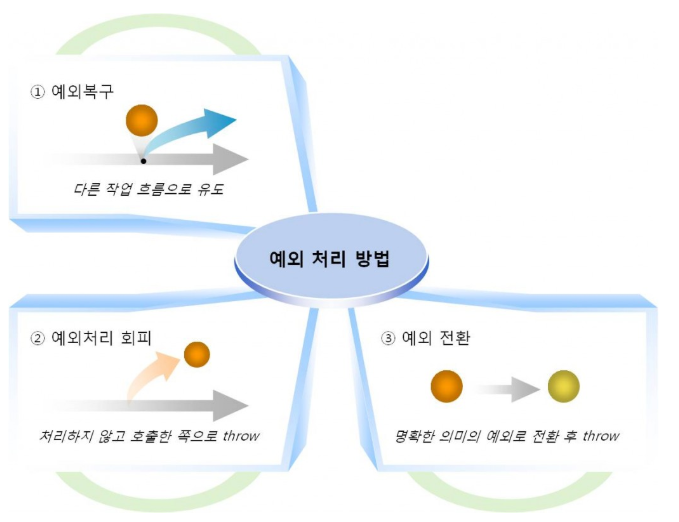 ① 예외복구
다른 작업 흐름으로 유도
예외 처리 방법
② 예외처리 회피
처리하지 않고 호출한 쪽으로 throw
③ 예외 전환
명확한 의미의 예외로 전환 후 throw